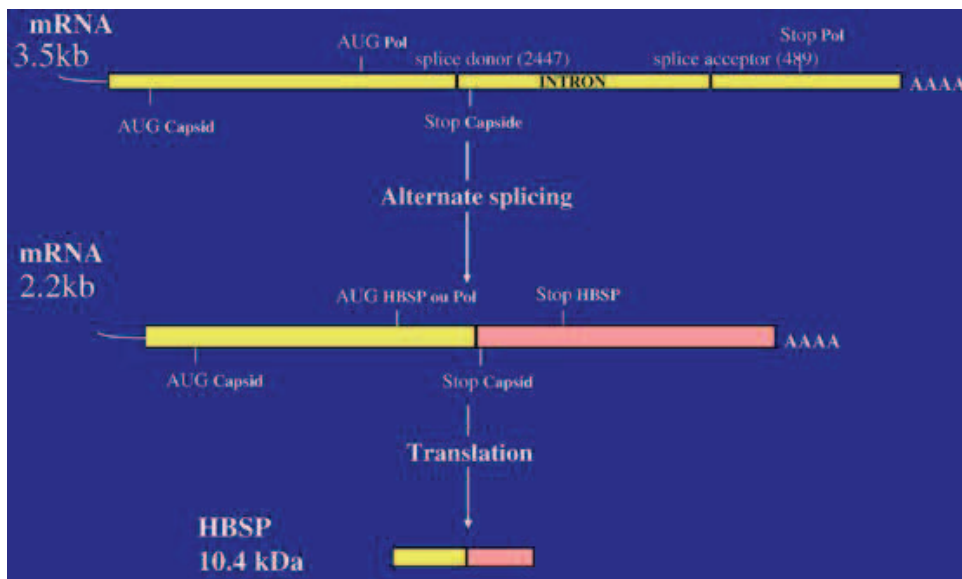 mRNA
3.5kb
AUG Pol
Stop Pol
splice donor (2447)
splice acceptor (489)
INTRON
AAAA
AUG Capsid
Stop Capside
Alternate splicing
mRNA
2.2kb
AUG HBSP ou Pol
Stop HBSP
AAAA
AUG Capsid
Stop Capsid
Translation
HBSP
10.4 kDa